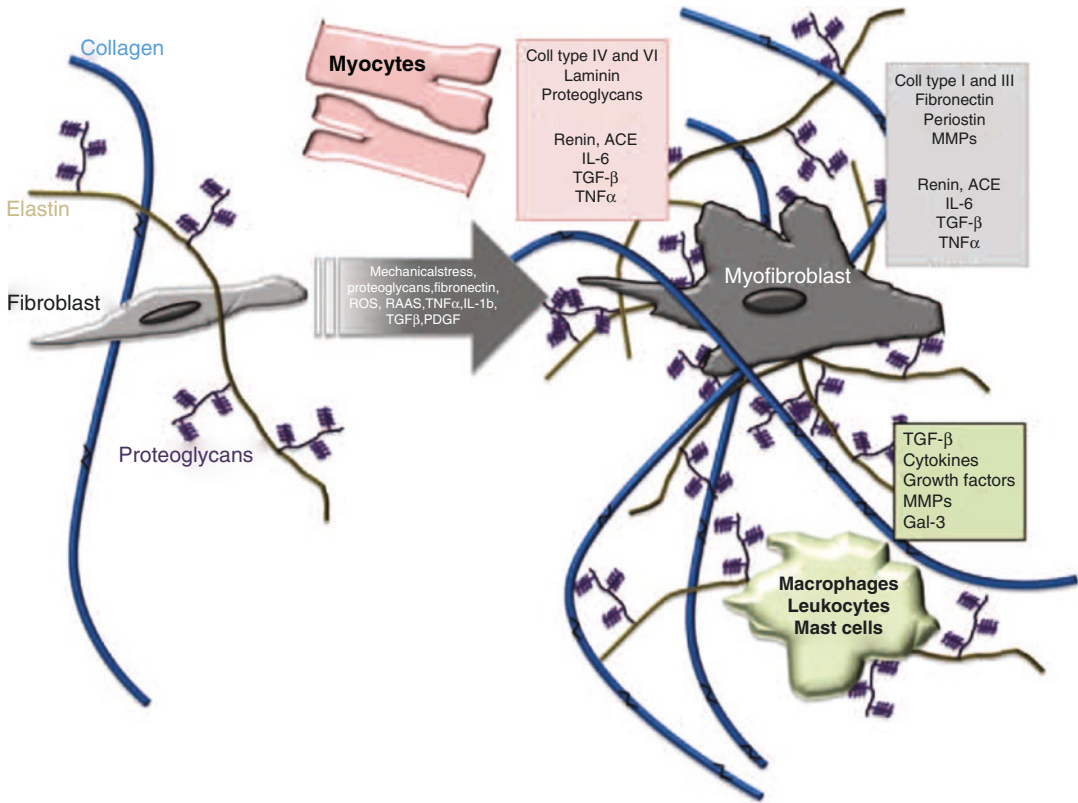 Collagen
Elastin
Fibroblast
Proteoglycans
Myocytes
Coll type IV and VI
Laminin
Proteoglycans
Renin, ACE
IL-6
TGF-β
TNFα
Mechanicalstress,
proteoglycans,fibronectin,
ROS, RAAS,TNFα,IL-1b,
TGFβ,PDGF
Coll type I and III
Fibronectin
Periostin
MMPs
Renin, ACE
IL-6
TGF-β
TNFα
Myofibroblast
TGF-β
Cytokines
Growth factors
MMPs
Gal-3
Macrophages
Leukocytes
Mast cells